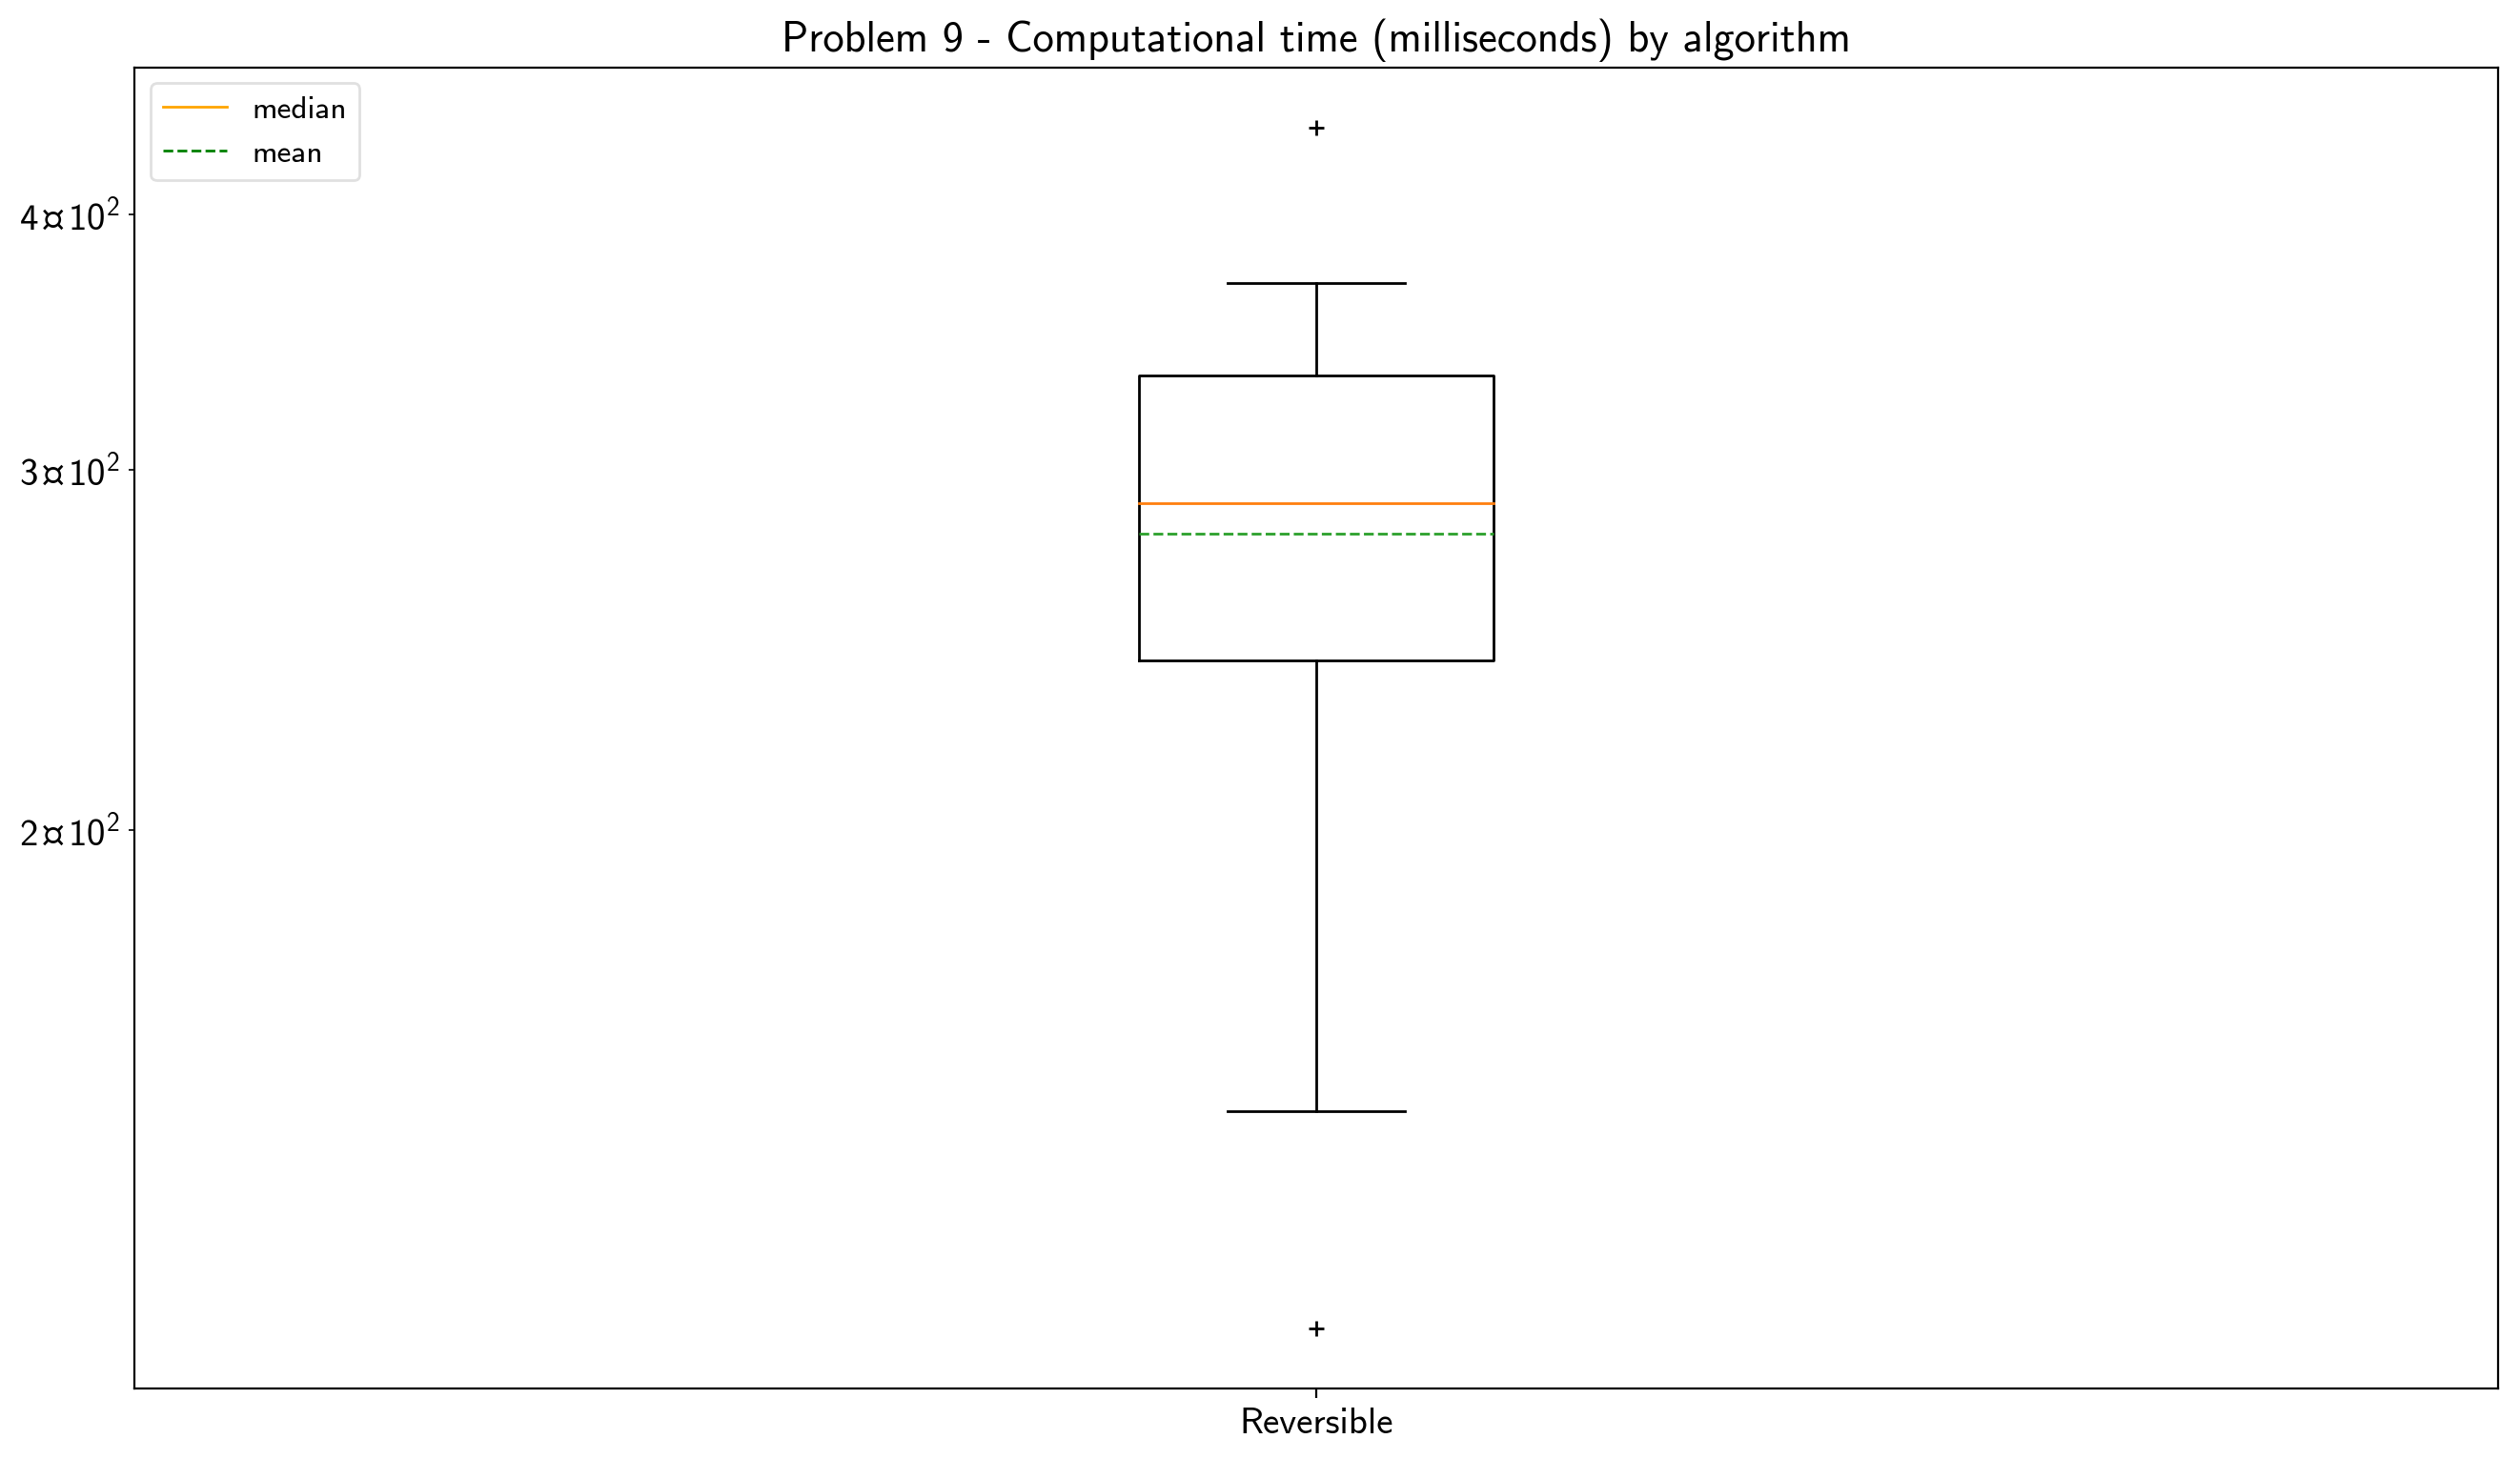 Problem 9 - Computational time (milliseconds) by algorithm
median
mean
4¤10²
3¤10²
2¤10²
Reversible